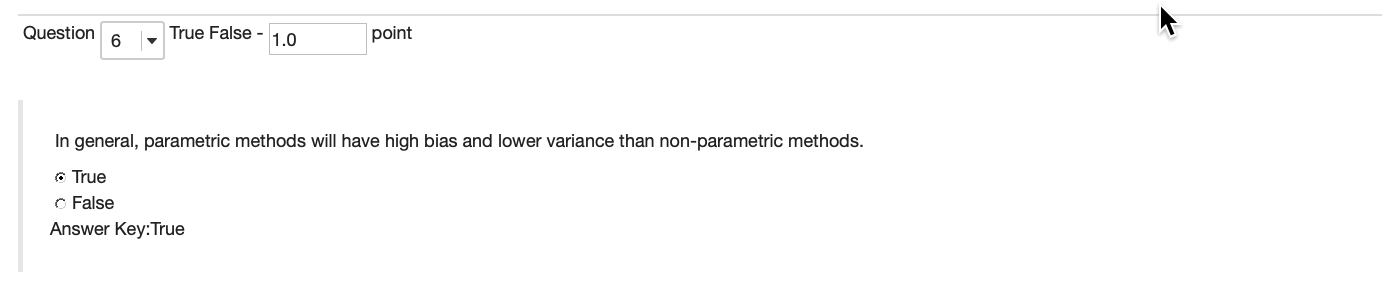 Question 6 True False - 1.0 point
In general, parametric methods will have high bias and lower variance than non-parametric methods.
True
False
Answer Key:True